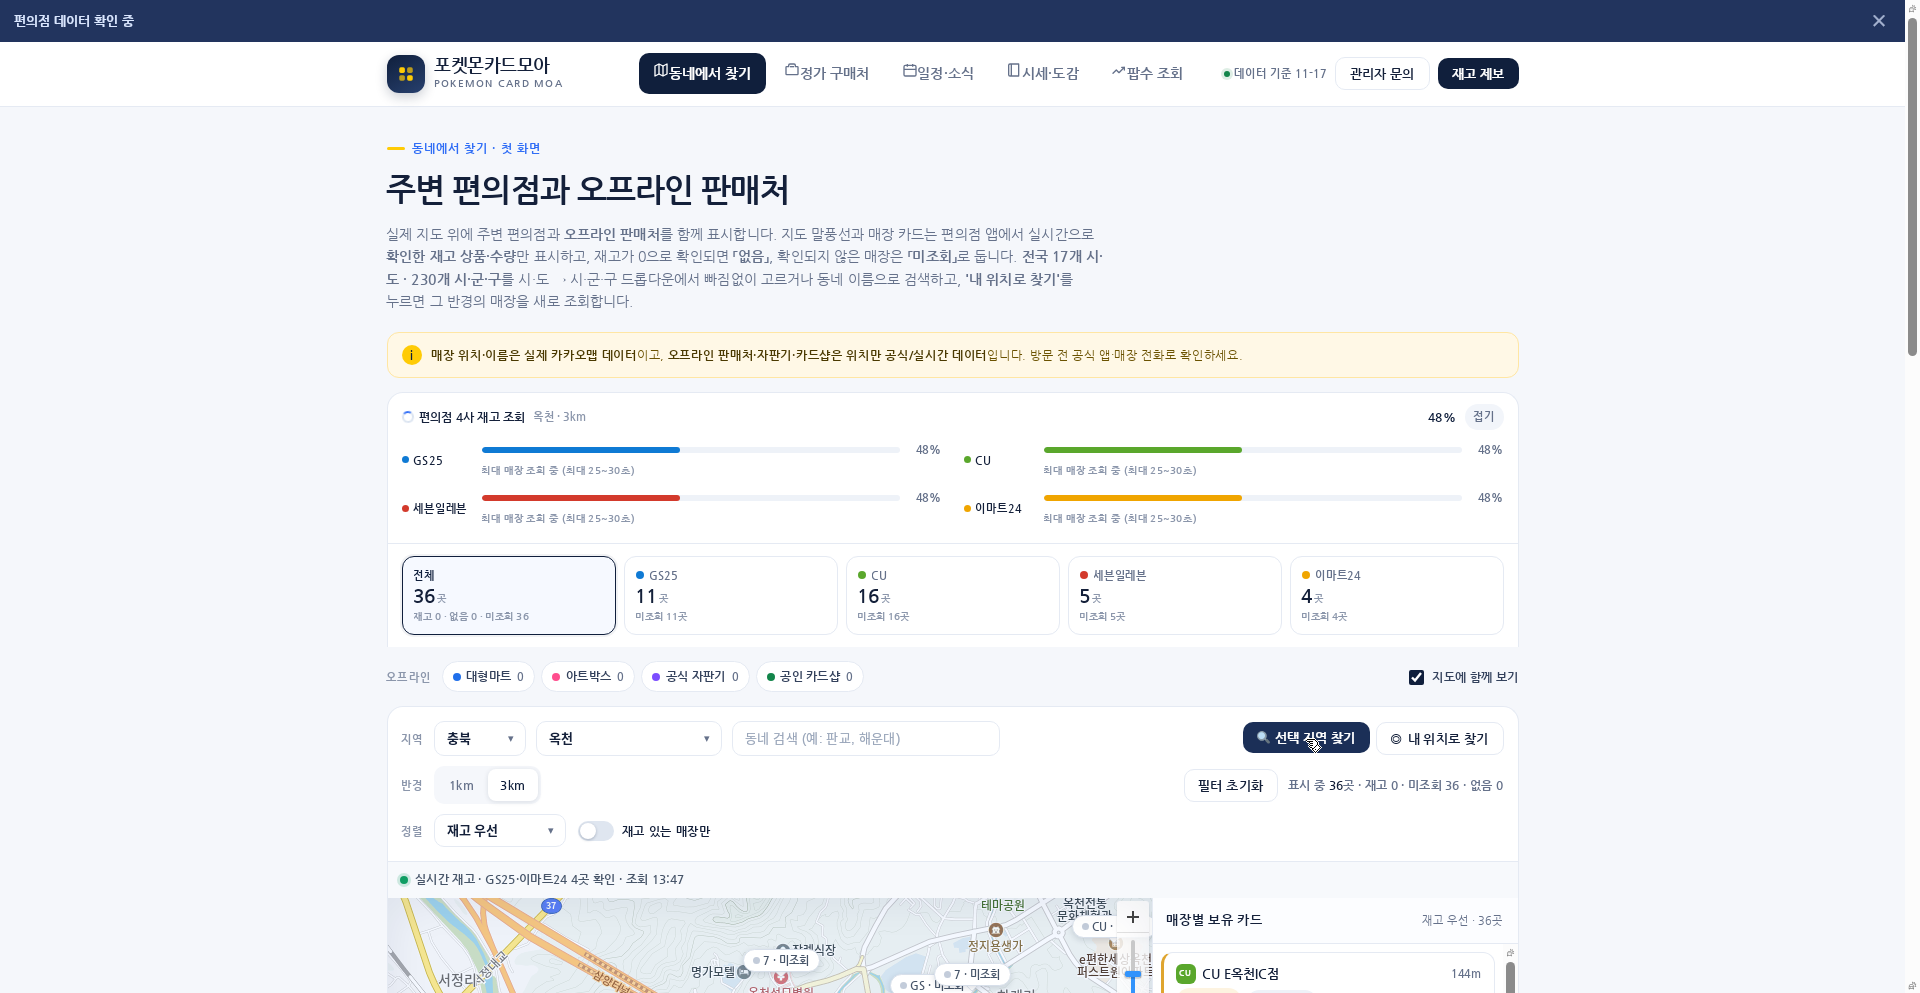 편의점 데이터 확인 중
포켓몬카드모아
POKEMON CARD MOA
동네에서 찾기
정가 구매처
일정·소식
시세·도감
팝수 조회
데이터 기준 11-17
관리자 문의
재고 제보
동네에서 찾기 · 첫 화면
주변 편의점과 오프라인 판매처
실제 지도 위에 주변 편의점과 오프라인 판매처를 함께 표시합니다. 지도 말풍선과 매장 카드는 편의점 앱에서 실시간으로
확인한 재고 상품·수량만 표시하고, 재고가 0으로 확인되면 「없음」, 확인되지 않은 매장은 「미조회」로 둡니다. 전국 17개 시·
도 · 230개 시·군·구를 시·도 → 시·군·구 드롭다운에서 빠짐없이 고르거나 동네 이름으로 검색하고, '내 위치로 찾기'를
누르면 그 반경의 매장을 새로 조회합니다.
매장 위치·이름은 실제 카카오맵 데이터이고, 오프라인 판매처·자판기·카드샵은 위치만 공식/실시간 데이터입니다. 방문 전 공식 앱·매장 전화로 확인하세요.
편의점 4사 재고 조회 옥천 · 3km
48% 접기
GS25 48%
최대 매장 조회 중 (최대 25~30초)
CU 48%
최대 매장 조회 중 (최대 25~30초)
세븐일레븐 48%
최대 매장 조회 중 (최대 25~30초)
이마트24 48%
최대 매장 조회 중 (최대 25~30초)
전체
36곳
재고 0 · 없음 0 · 미조회 36
GS25
11곳
미조회 11곳
CU
16곳
미조회 16곳
세븐일레븐
5곳
미조회 5곳
이마트24
4곳
미조회 4곳
오프라인
대형마트 0
아트박스 0
공식 자판기 0
공인 카드샵 0
지도에 함께 보기
지역
충북
옥천
동네 검색 (예: 판교, 해운대)
선택 지역 찾기
내 위치로 찾기
반경
1km
3km
필터 초기화
표시 중 36곳 · 재고 0 · 미조회 36 · 없음 0
정렬
재고 우선
재고 있는 매장만
실시간 재고 · GS25·이마트24 4곳 확인 · 조회 13:47
37
테마공원
옥천전통
CU ·
정지용생가
장례식장
7 · 미조회
명가모텔
7 · 미조회
GS · 미조회
서정리
매장별 보유 카드
재고 우선 · 36곳
CU CU E옥천IC점
144m